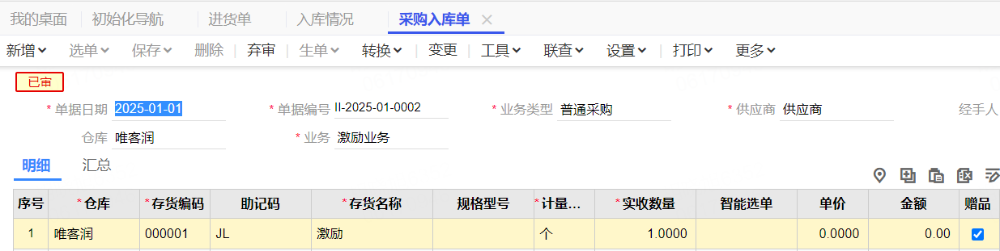 我的桌面 初始化导航 进货单 入库情况 采购入库单
新增 选单 保存 删除 弃审 生单 转换 变更 工具 联查 设置 打印 更多
已审
* 单据日期 2025-01-01 * 单据编号 II-2025-01-0002 * 业务类型 普通采购 * 供应商 供应商 经手人
仓库 唯客润 * 业务 激励业务
明细 汇总
序号 * 仓库 * 存货编码 助记码 * 存货名称 规格型号 * 计量... * 实收数量 智能选单 单价 金额 赠品
1 唯客润 000001 JL 激励 个 1.0000 0.0000 0.00